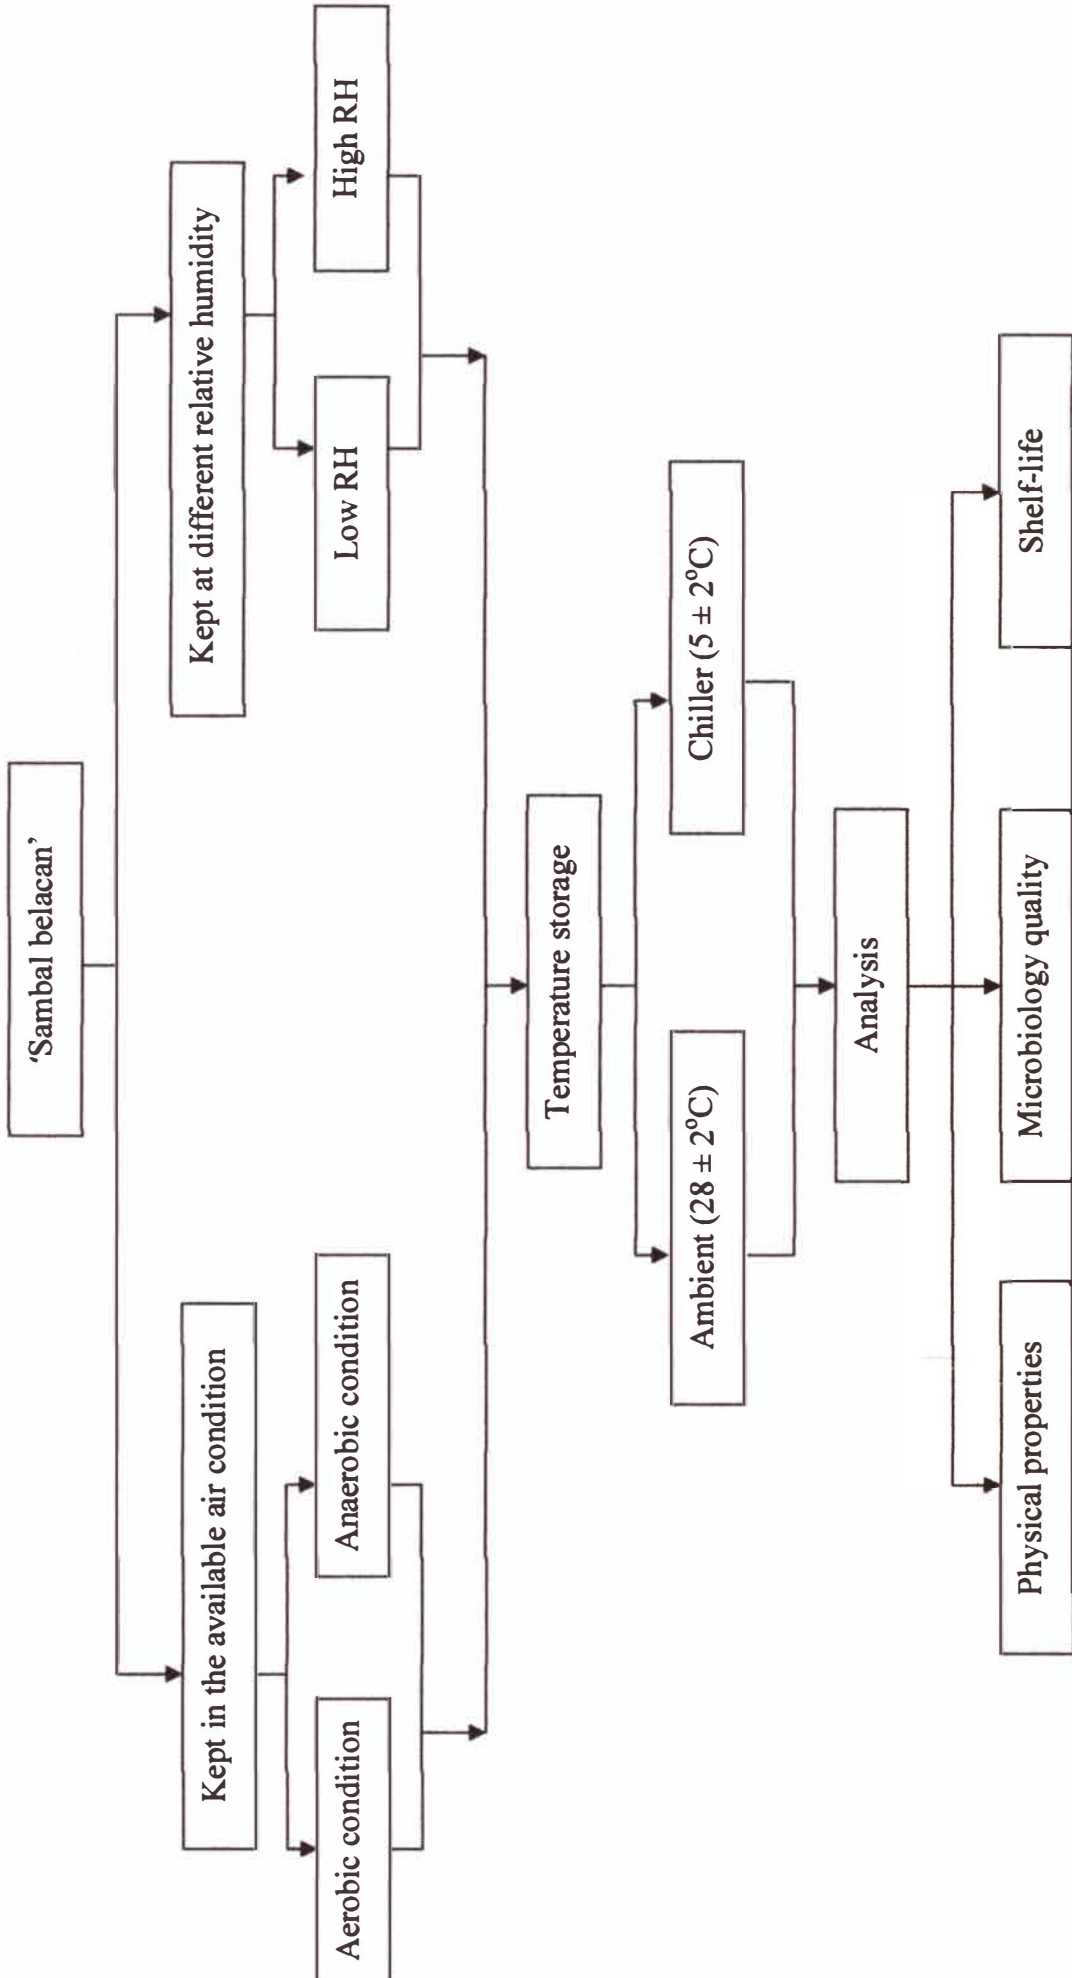 ‘Sambal belacan’
Kept in the available air condition
Kept at different relative humidity
Aerobic condition
Anaerobic condition
Low RH
High RH
Temperature storage
Ambient (28 ± 2°C)
Chiller (5 ± 2°C)
Analysis
Physical properties
Microbiology quality
Shelf-life